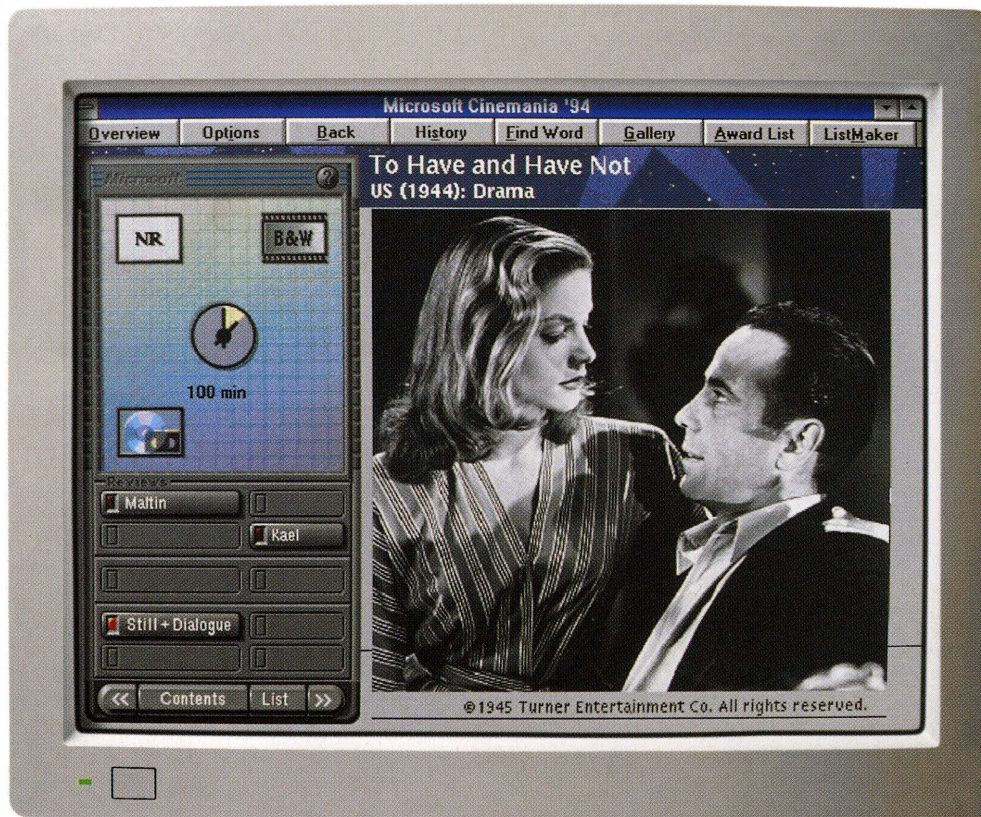 Microsoft Cinemania '94
Overview Options Back History Find Word Gallery Award List ListMaker
To Have and Have Not
US (1944): Drama
Microsoft
?
NR
B&W
100 min
Reviews
Maltin
Kael
Still + Dialogue
<< Contents List >>
©1945 Turner Entertainment Co. All rights reserved.